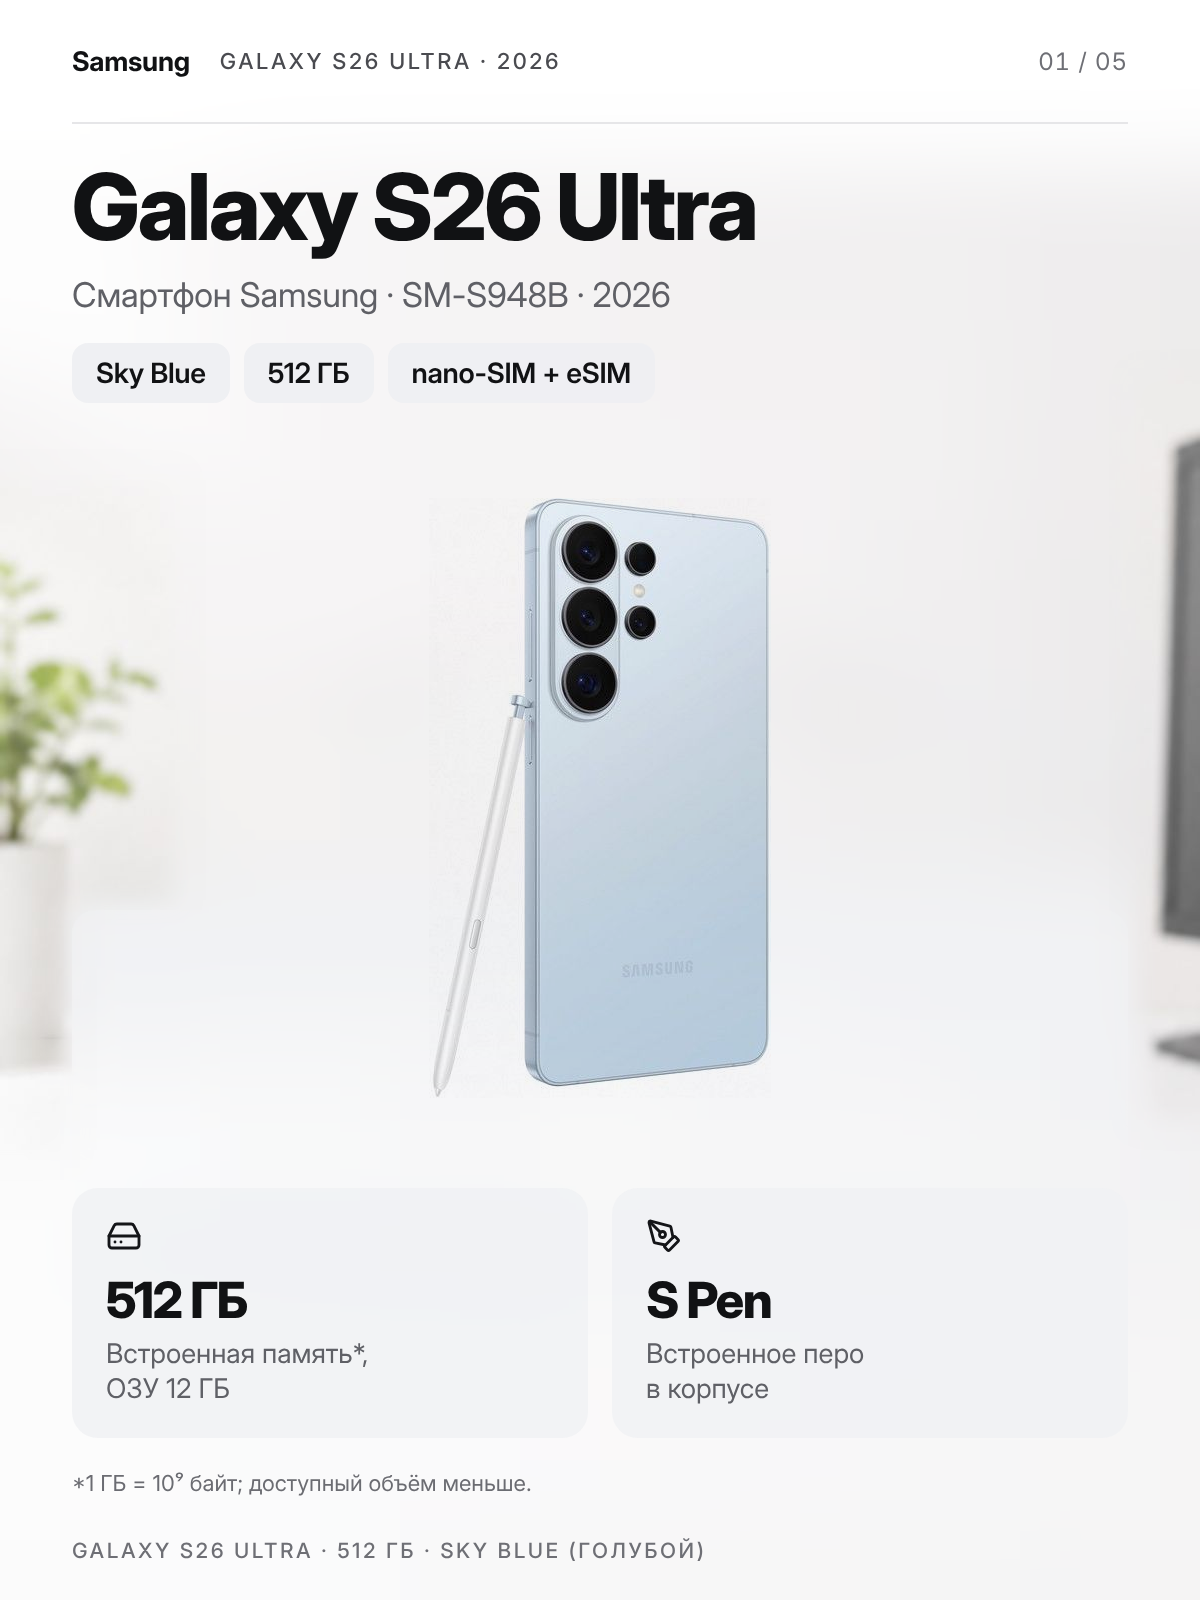 Samsung GALAXY S26 ULTRA · 2026 01 / 05
Galaxy S26 Ultra
Смартфон Samsung · SM-S948B · 2026
Sky Blue 512 ГБ nano-SIM + eSIM
SAMSUNG
512 ГБ
Встроенная память*,
ОЗУ 12 ГБ
S Pen
Встроенное перо
в корпусе
*1 ГБ = 10⁹ байт; доступный объём меньше.
GALAXY S26 ULTRA · 512 ГБ · SKY BLUE (ГОЛУБОЙ)